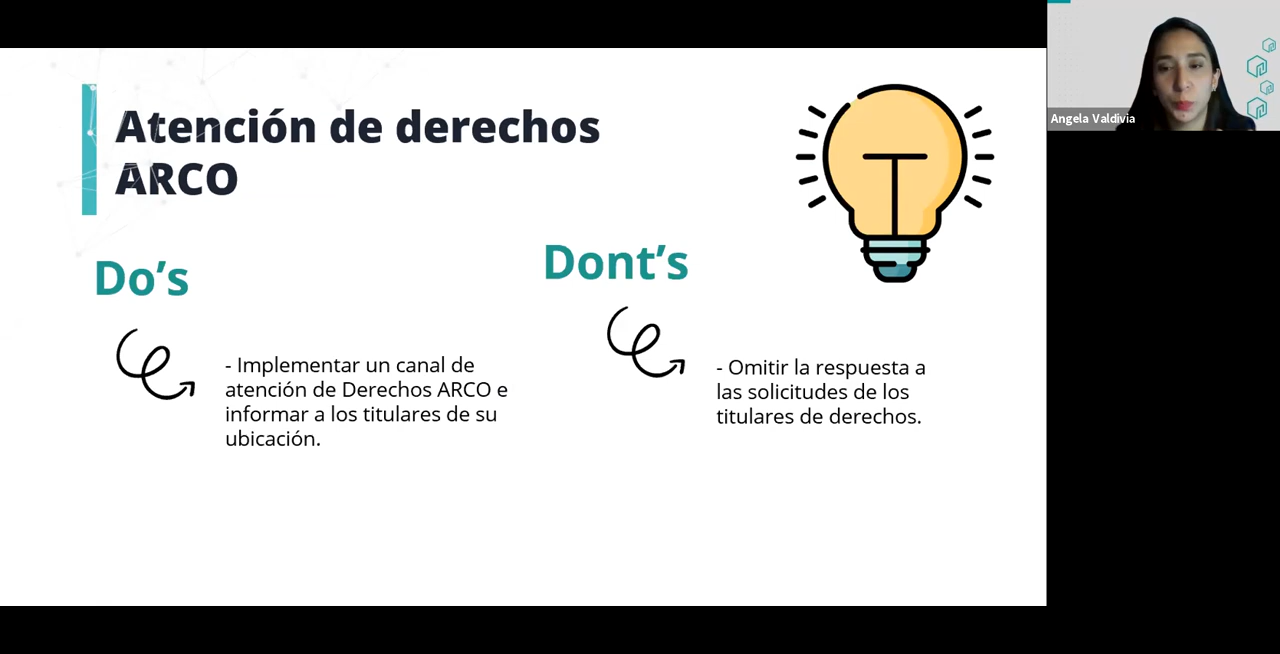 Atención de derechos
ARCO
Do’s
- Implementar un canal de
atención de Derechos ARCO e
informar a los titulares de su
ubicación.
Dont’s
- Omitir la respuesta a
las solicitudes de los
titulares de derechos.
Angela Valdivia